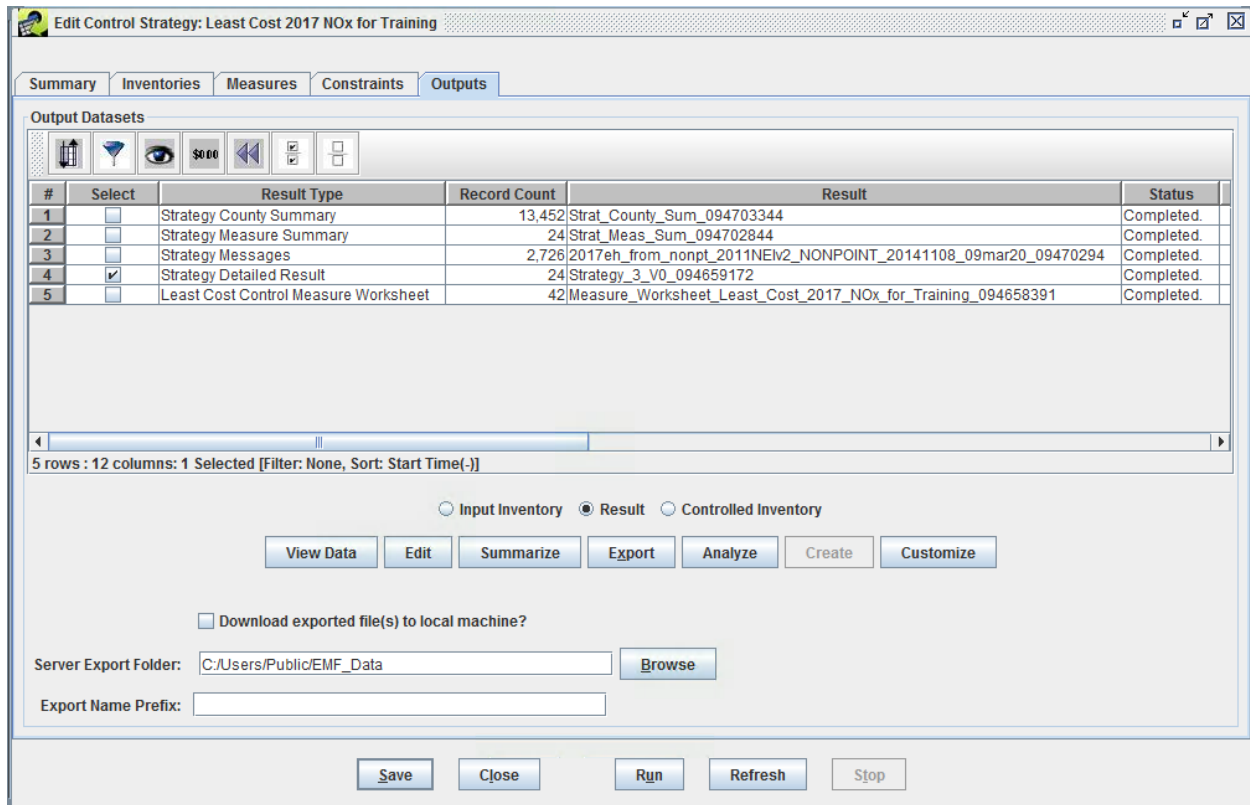 Edit Control Strategy: Least Cost 2017 NOx for Training
Summary Inventories Measures Constraints Outputs
Output Datasets
$0.00
# Select Result Type Record Count Result Status
1 Strategy County Summary 13,452 Strat_County_Sum_094703344 Completed.
2 Strategy Measure Summary 24 Strat_Meas_Sum_094702844 Completed.
3 Strategy Messages 2,726 2017eh_from_nonpt_2011NEIv2_NONPOINT_20141108_09mar20_09470294 Completed.
4 Strategy Detailed Result 24 Strategy_3_V0_094659172 Completed.
5 Least Cost Control Measure Worksheet 42 Measure_Worksheet_Least_Cost_2017_NOx_for_Training_094658391 Completed.
5 rows : 12 columns: 1 Selected [Filter: None, Sort: Start Time(-)]
Input Inventory Result Controlled Inventory
View Data Edit Summarize Export Analyze Create Customize
Download exported file(s) to local machine?
Server Export Folder: C:/Users/Public/EMF_Data Browse
Export Name Prefix:
Save Close Run Refresh Stop